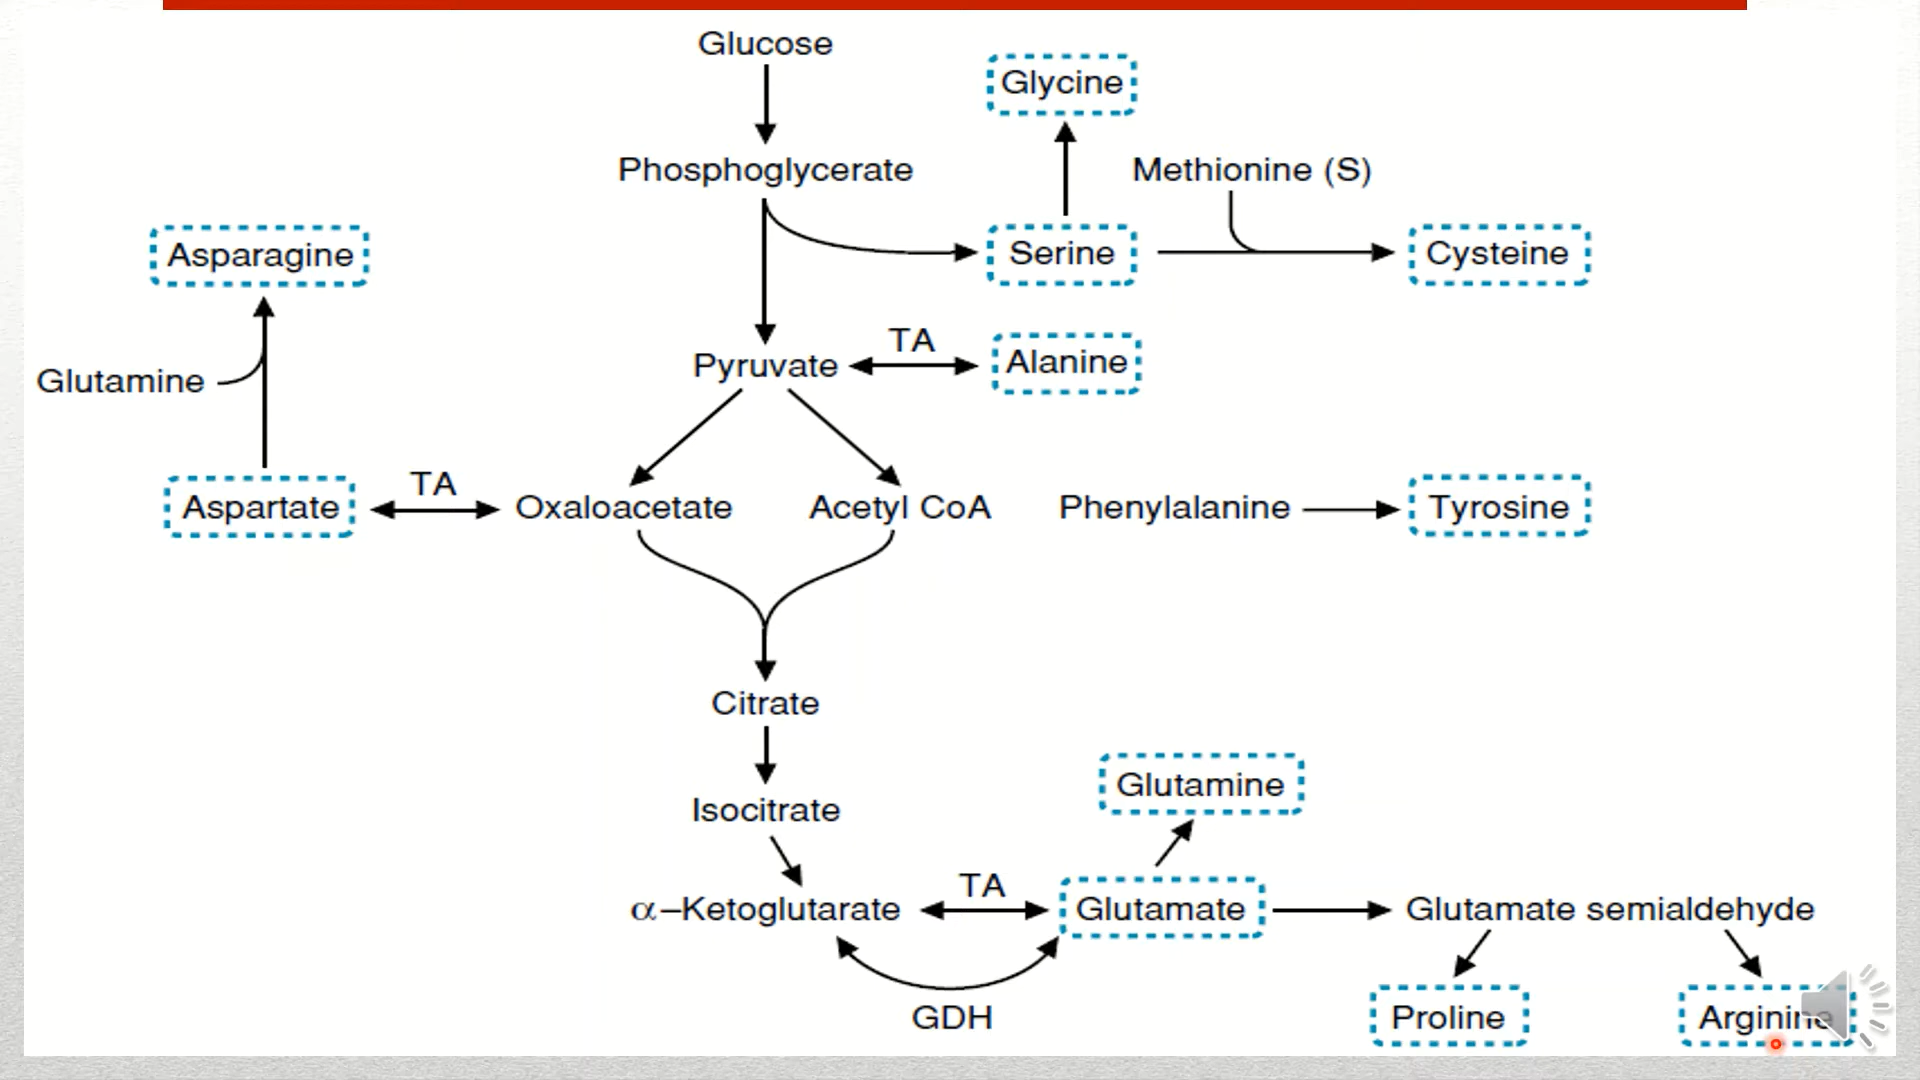 Glucose
Glycine
Phosphoglycerate
Methionine (S)
Asparagine
Serine
Cysteine
TA
Pyruvate
Alanine
Glutamine
TA
Aspartate
Oxaloacetate
Acetyl CoA
Phenylalanine
Tyrosine
Citrate
Glutamine
Isocitrate
TA
α–Ketoglutarate
Glutamate
Glutamate semialdehyde
GDH
Proline
Arginine